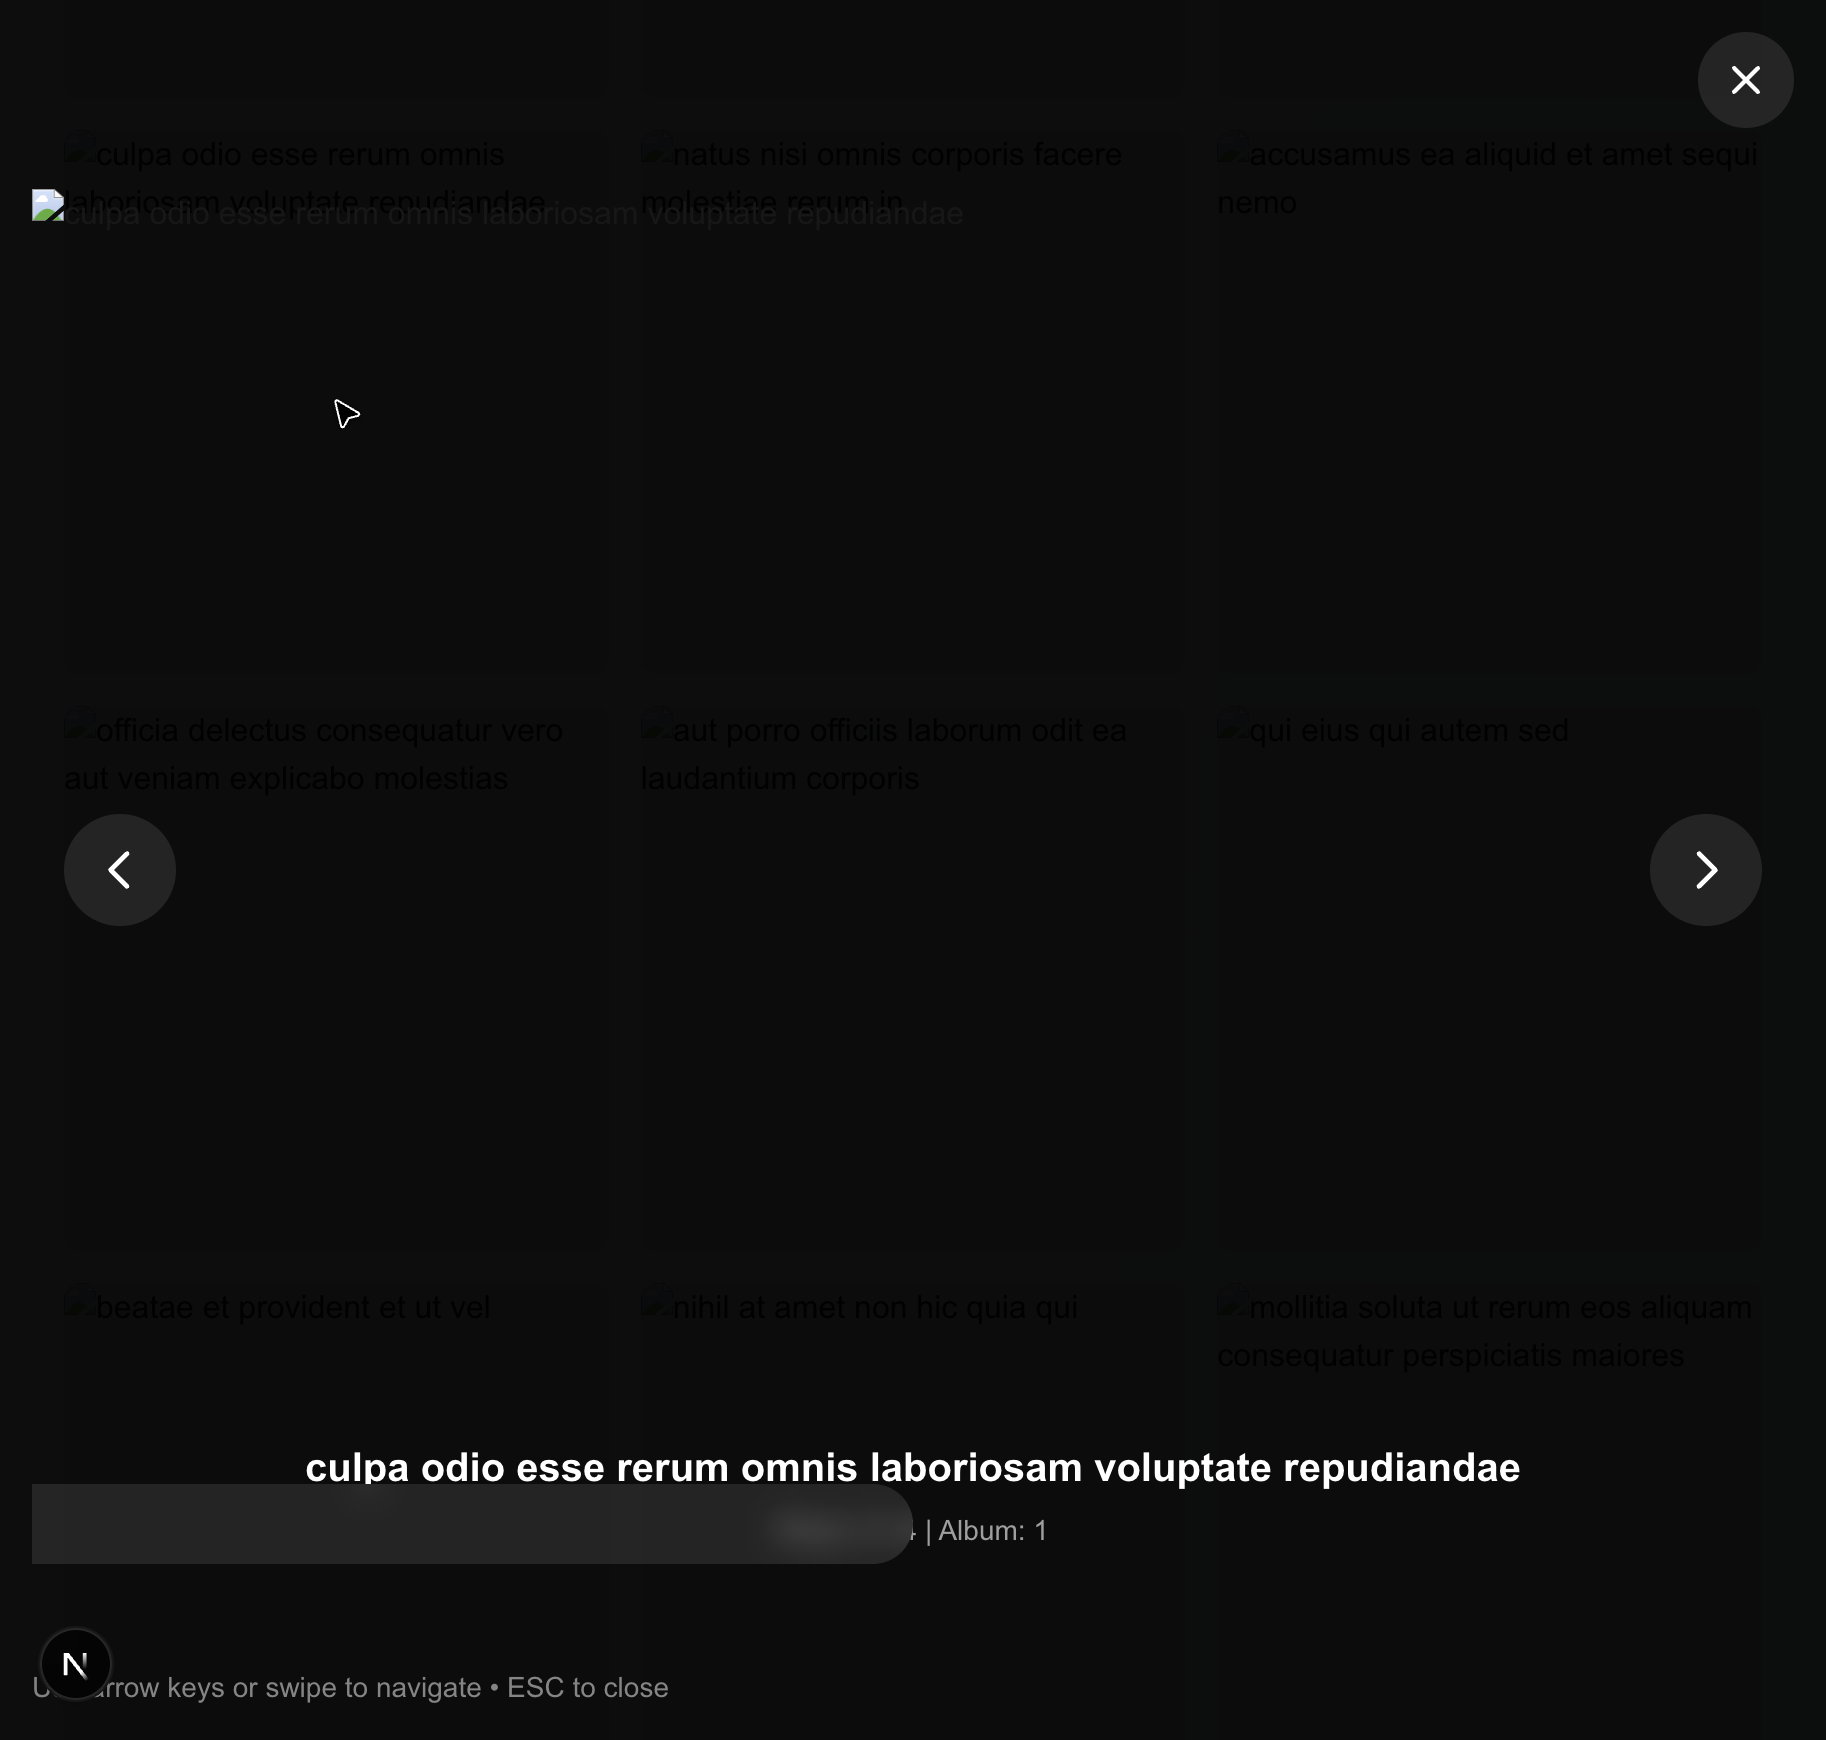 culpa odio esse rerum omnis
laboriosam voluptate repudiandae
natus nisi omnis corporis facere
molestiae rerum in
accusamus ea aliquid et amet sequi
nemo
culpa odio esse rerum omnis laboriosam voluptate repudiandae
officia delectus consequatur vero
aut veniam explicabo molestias
aut porro officiis laborum odit ea
laudantium corporis
qui eius qui autem sed
beatae et provident et ut vel
nihil at amet non hic quia qui
mollitia soluta ut rerum eos aliquam
consequatur perspiciatis maiores
culpa odio esse rerum omnis laboriosam voluptate repudiandae
| Album: 1
N
arrow keys or swipe to navigate • ESC to close